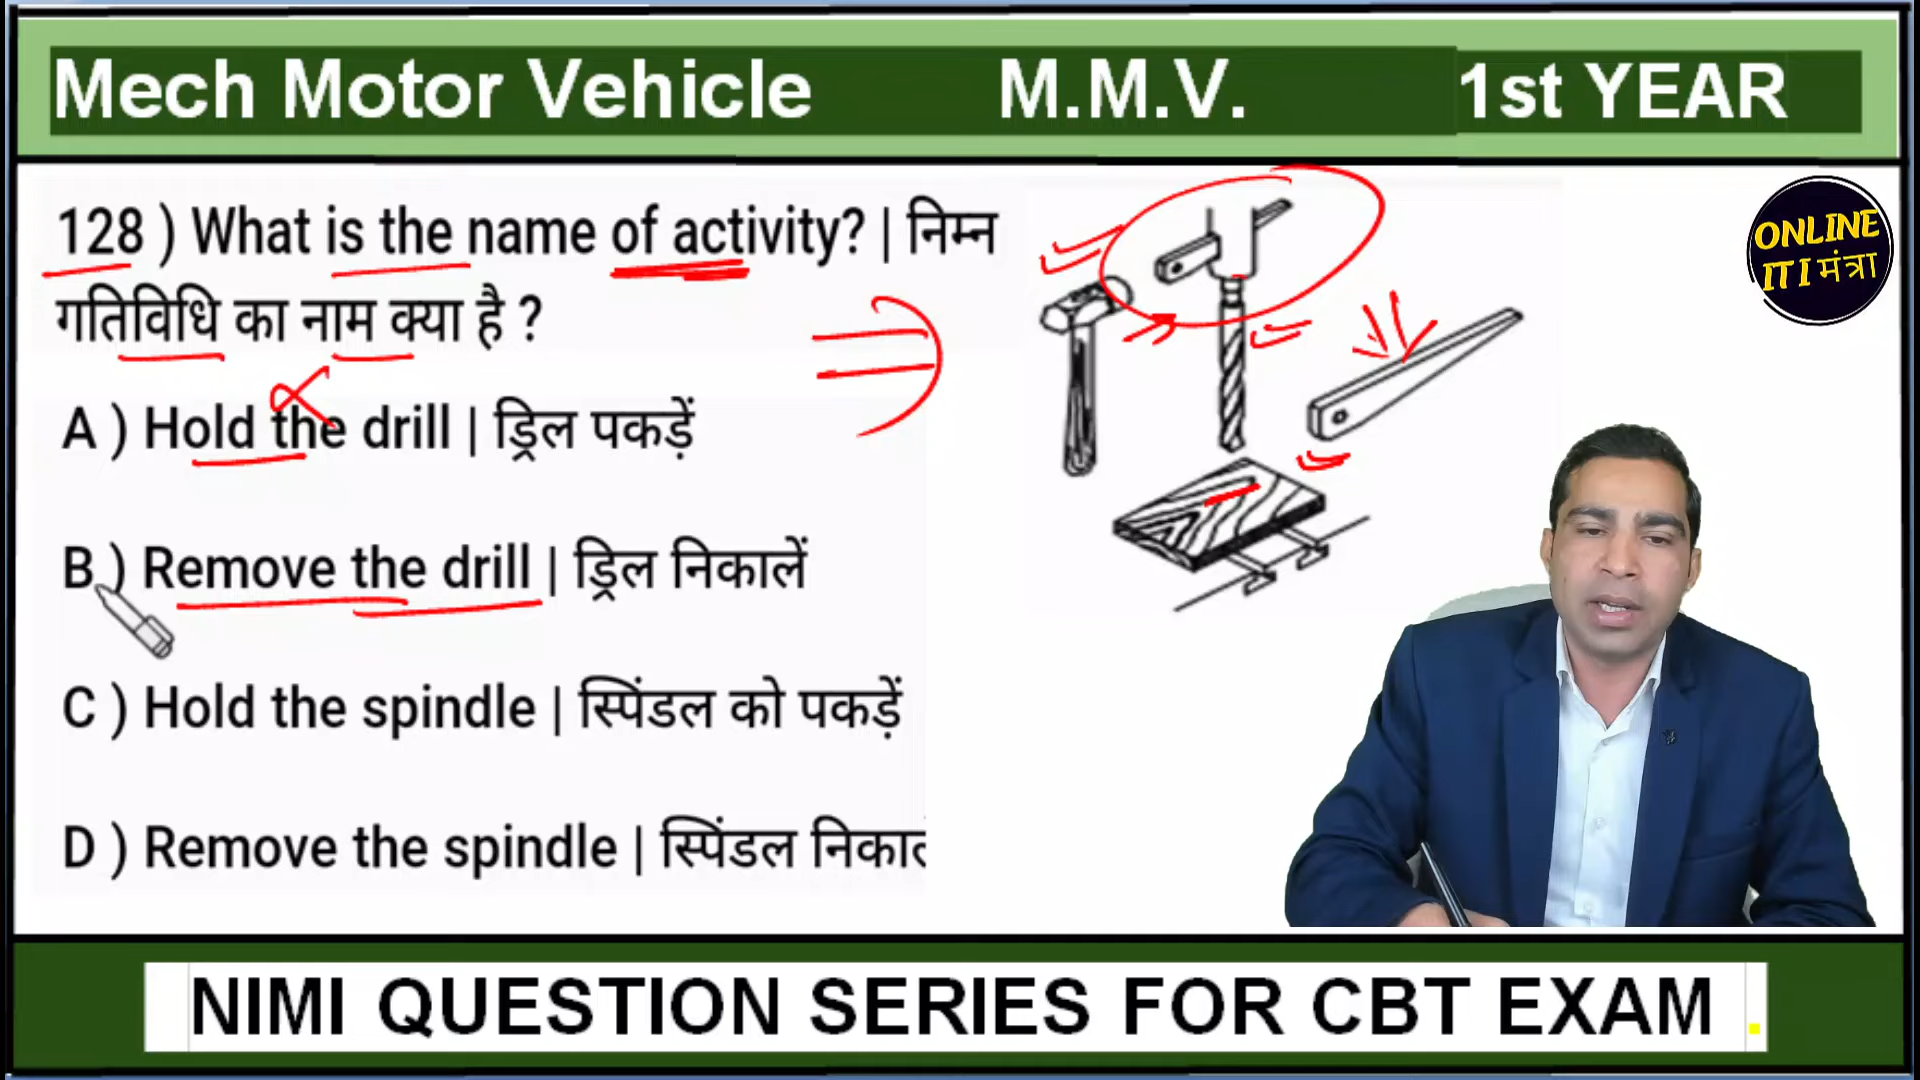 Mech Motor Vehicle M.M.V. 1st YEAR
128 ) What is the name of activity? | निम्न
गतिविधि का नाम क्या है ?
A ) Hold the drill | ड्रिल पकड़ें
B ) Remove the drill | ड्रिल निकालें
C ) Hold the spindle | स्पिंडल को पकड़ें
D ) Remove the spindle | स्पिंडल
ONLINE
ITI मंत्रा
NIMI QUESTION SERIES FOR CBT EXAM .